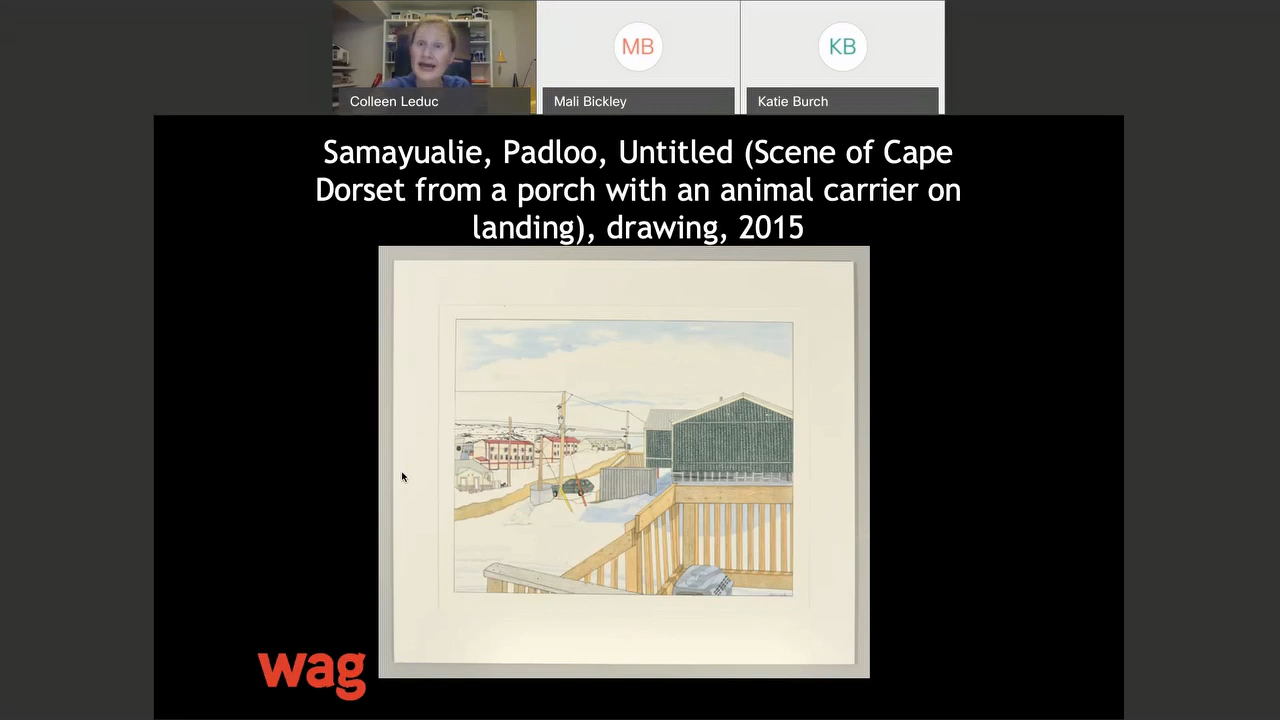 MB
KB
Colleen Leduc
Mali Bickley
Katie Burch
Samayualie, Padloo, Untitled (Scene of Cape
Dorset from a porch with an animal carrier on
landing), drawing, 2015
wag